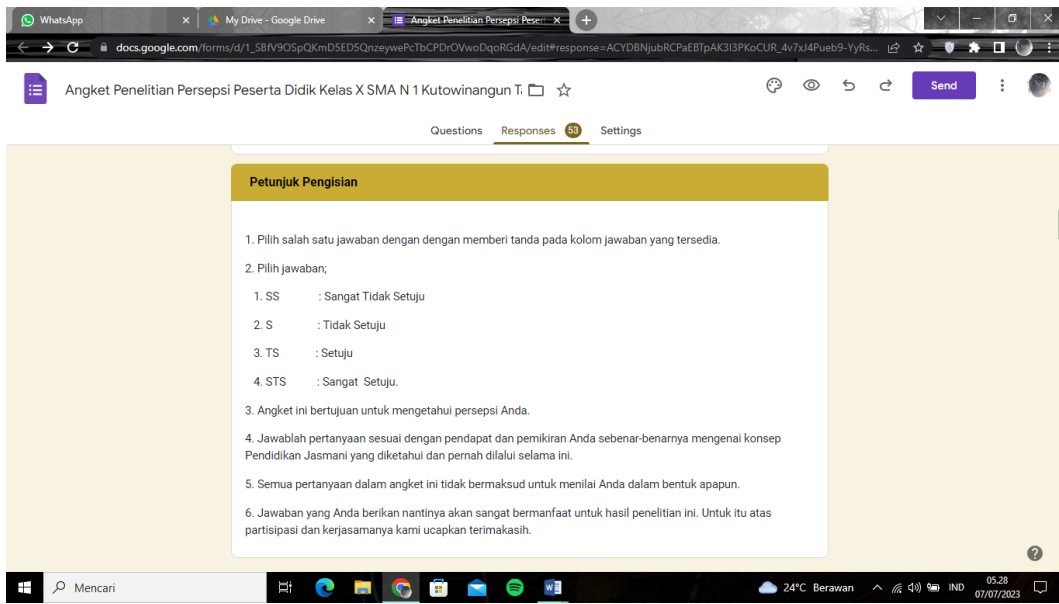 WhatsApp
My Drive - Google Drive
Angket Penelitian Persepsi Peser
docs.google.com/forms/d/1_SBfV9OSpQKmD5ED5QnzeywePcTbCPDrOVwoDqoRGdA/edit#response=ACYDBNjubRCPaEBTpAK3I3PKoCUR_4v7xJ4Pueb9-YyRs...
Angket Penelitian Persepsi Peserta Didik Kelas X SMA N 1 Kutowinangun T
Send
Questions Responses 53 Settings
Petunjuk Pengisian
1. Pilih salah satu jawaban dengan dengan memberi tanda pada kolom jawaban yang tersedia.
2. Pilih jawaban;
1. SS : Sangat Tidak Setuju
2. S : Tidak Setuju
3. TS : Setuju
4. STS : Sangat Setuju.
3. Angket ini bertujuan untuk mengetahui persepsi Anda.
4. Jawablah pertanyaan sesuai dengan pendapat dan pemikiran Anda sebenar-benarnya mengenai konsep
Pendidikan Jasmani yang diketahui dan pernah dilalui selama ini.
5. Semua pertanyaan dalam angket ini tidak bermaksud untuk menilai Anda dalam bentuk apapun.
6. Jawaban yang Anda berikan nantinya akan sangat bermanfaat untuk hasil penelitian ini. Untuk itu atas
partisipasi dan kerjasamanya kami ucapkan terimakasih.
Mencari
24°C Berawan
IND
05.28
07/07/2023